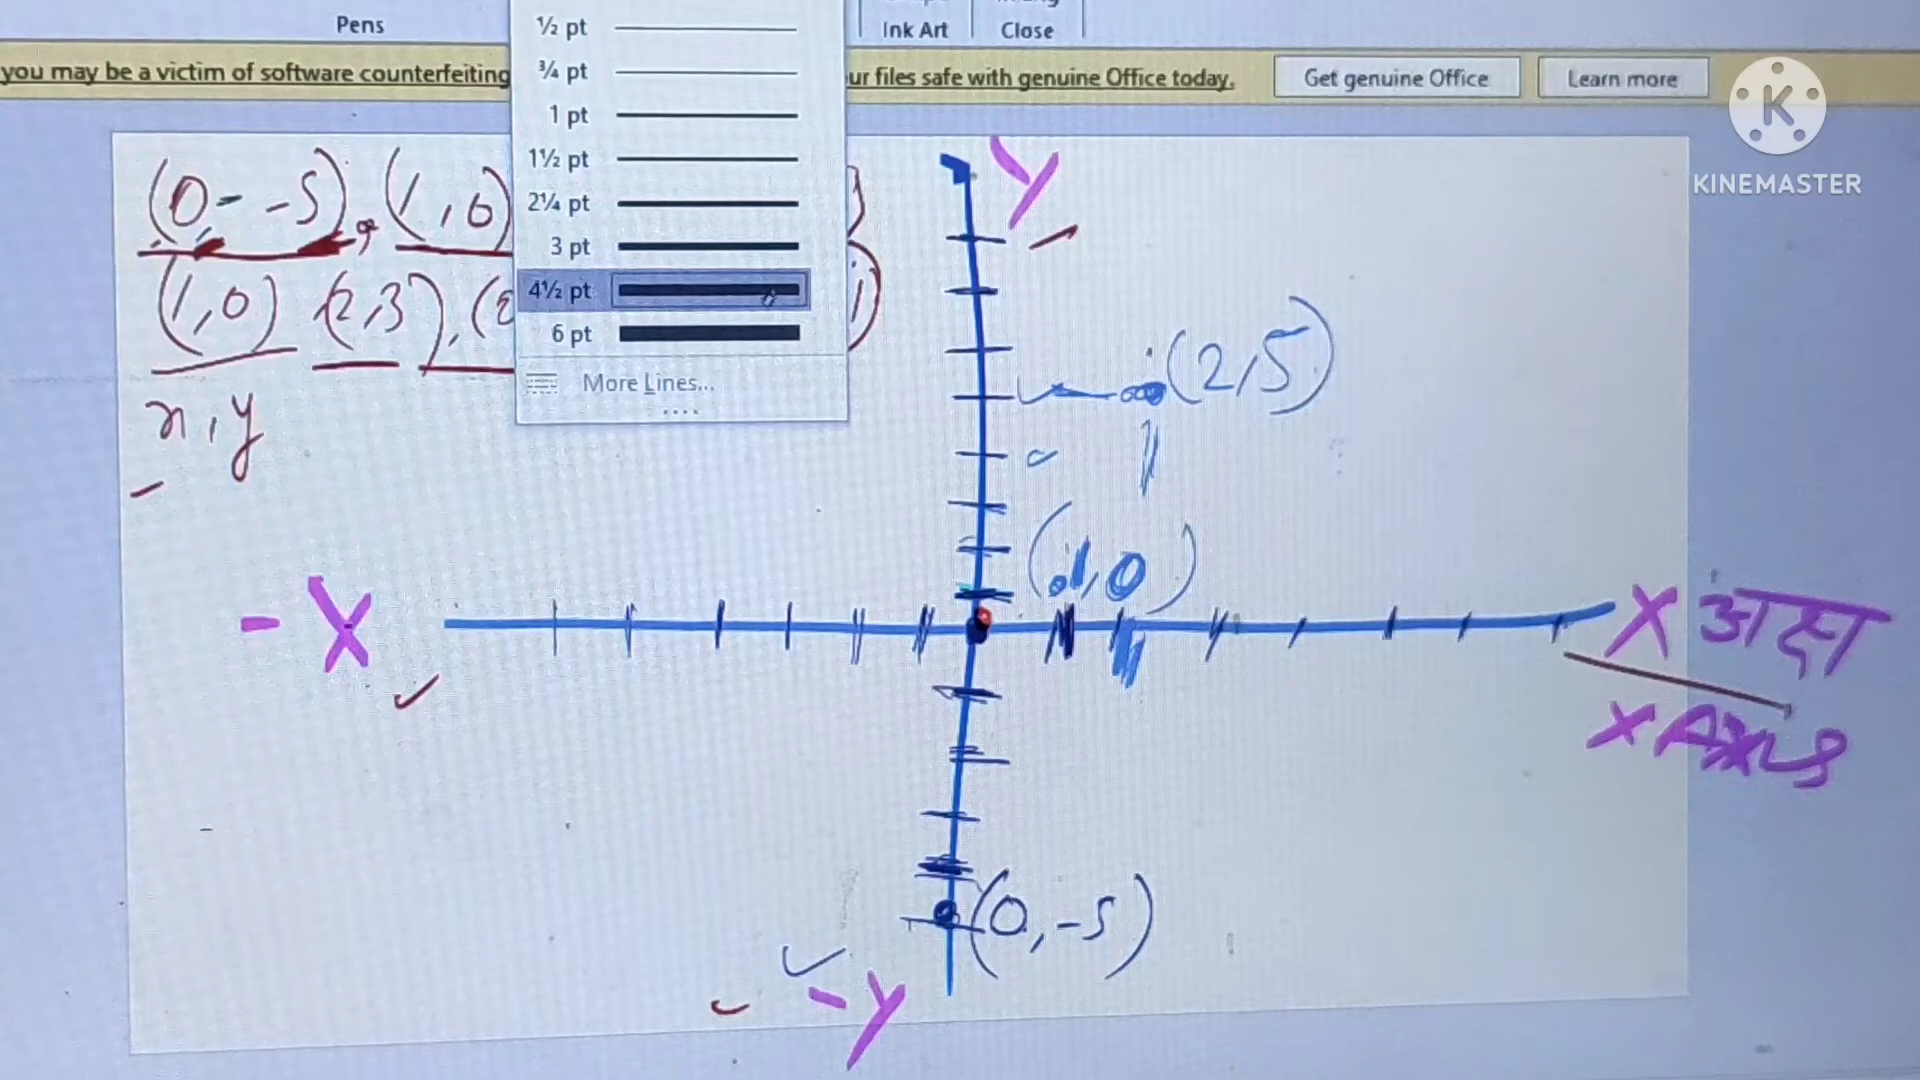 Pens
Ink Art
Close
½ pt
¾ pt
1 pt
1½ pt
2¼ pt
3 pt
4½ pt
6 pt
More Lines...
you may be a victim of software counterfeiting
ur files safe with genuine Office today.
Get genuine Office
Learn more
K
KINEMASTER
(0, -5), (1,0)
(1,0) (2,3), (2
x, y
Y
(2,5)
(1,0)
- X
X अक्ष
X Axis
(0,-5)
-Y